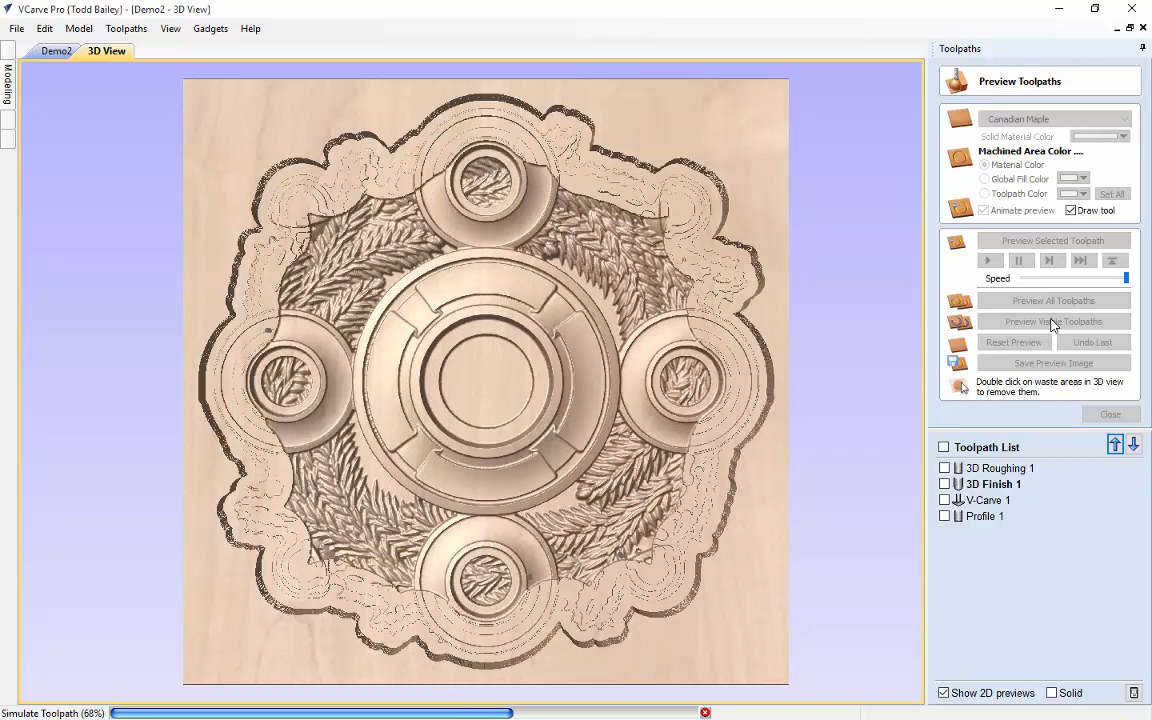 VCarve Pro {Todd Bailey} - [Demo2 - 3D View]
File Edit Model Toolpaths View Gadgets Help
Demo2 3D View
Modeling
Toolpaths
Preview Toolpaths
Canadian Maple
Solid Material Color
Machined Area Color ....
Material Color
Global Fill Color
Toolpath Color Set All
Animate preview Draw tool
Preview Selected Toolpath
Speed
Preview All Toolpaths
Preview Visible Toolpaths
Reset Preview Undo Last
Save Preview Image
Double click on waste areas in 3D view
to remove them.
Close
Toolpath List
3D Roughing 1
3D Finish 1
V-Carve 1
Profile 1
Show 2D previews Solid
Simulate Toolpath (68%)